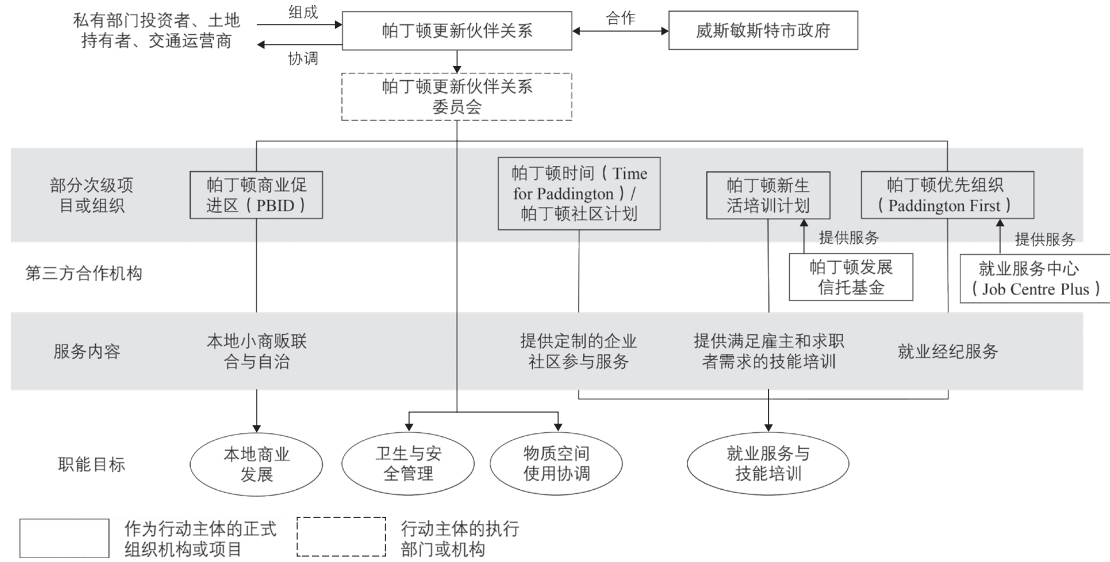 私有部门投资者、土地
持有者、交通运营商
组成
协调
帕丁顿更新伙伴关系
合作
威斯敏斯特市政府
帕丁顿更新伙伴关系
委员会
部分次级项
目或组织
帕丁顿商业促
进区（PBID）
帕丁顿时间（Time
for Paddington）/
帕丁顿社区计划
帕丁顿新生
活培训计划
帕丁顿优先组织
（Paddington First）
提供服务
提供服务
第三方合作机构
帕丁顿发展
信托基金
就业服务中心
（Job Centre Plus）
服务内容
本地小商贩联
合与自治
提供定制的企业
社区参与服务
提供满足雇主和求职
者需求的技能培训
就业经纪服务
职能目标
本地商业
发展
卫生与安
全管理
物质空间
使用协调
就业服务与
技能培训
作为行动主体的正式
组织机构或项目
行动主体的执行
部门或机构